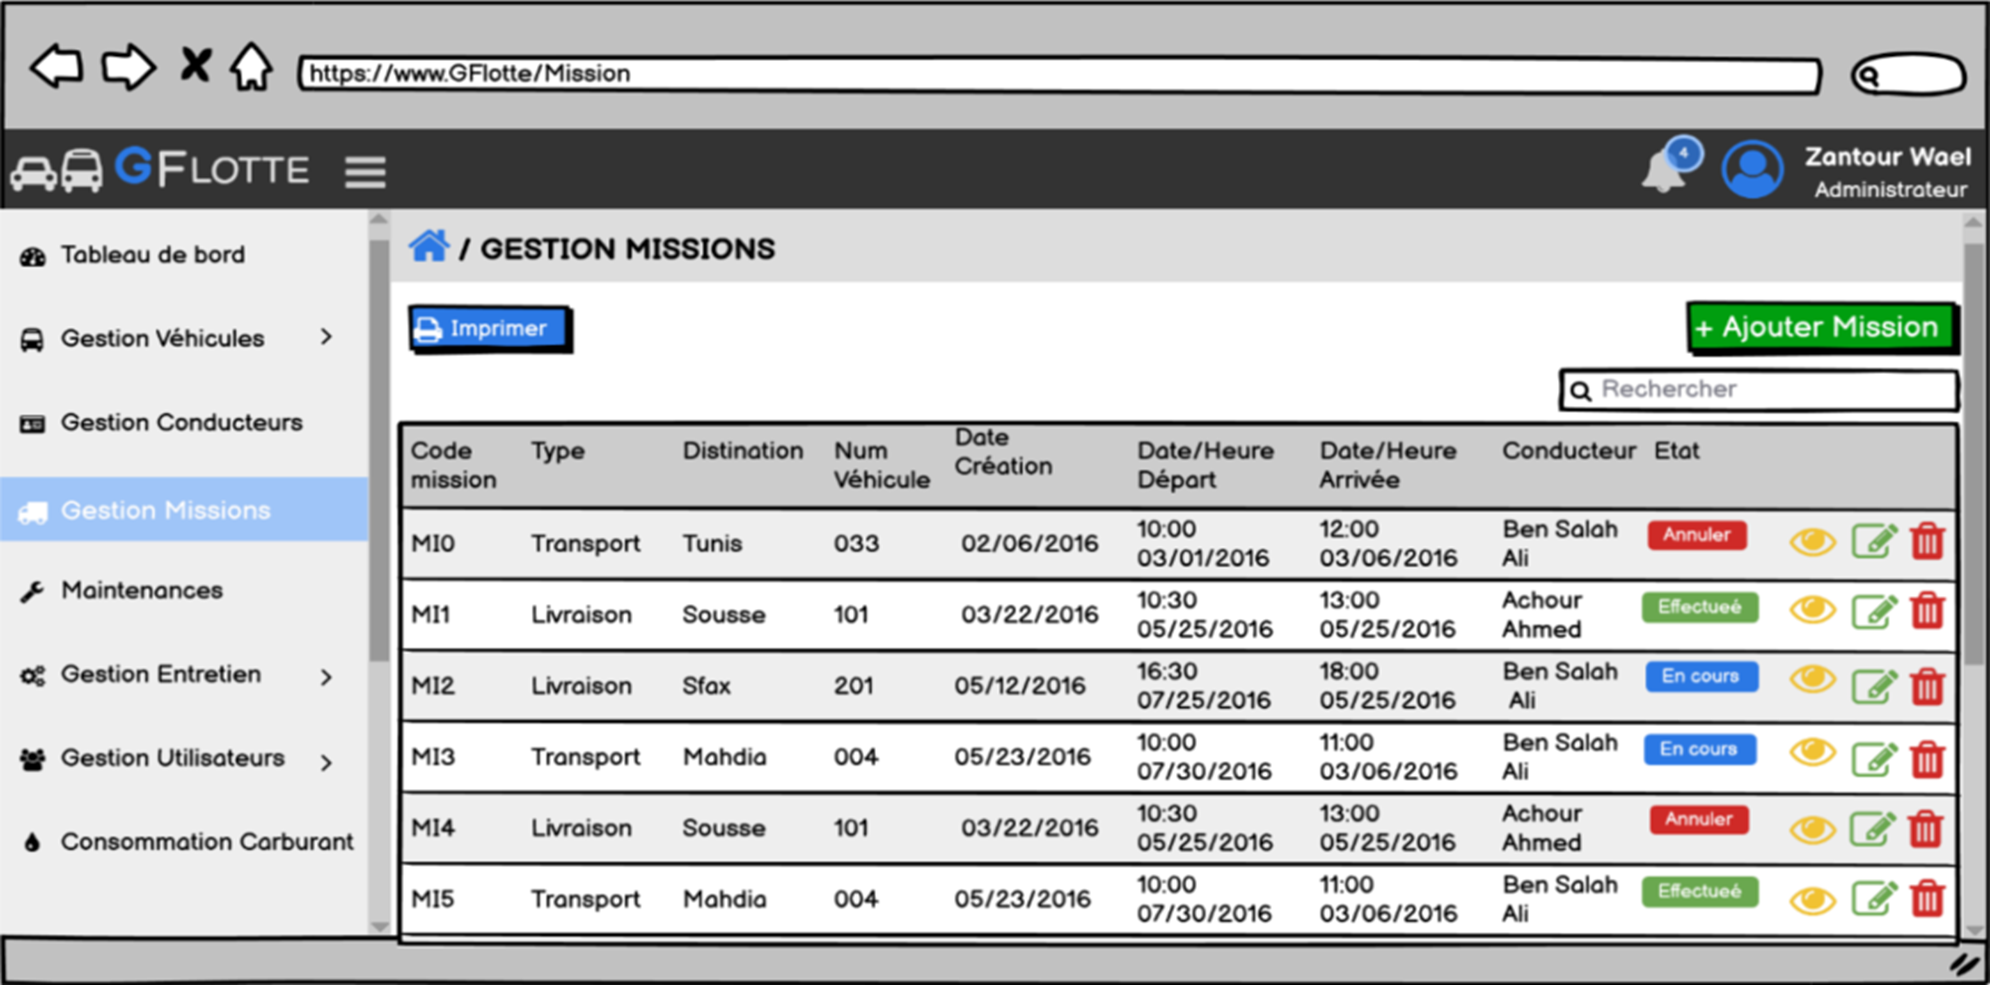 https://www.GFlotte/Mission
GFLOTTE
4
Zantour Wael
Administrateur
Tableau de bord
Gestion Véhicules
Gestion Conducteurs
Gestion Missions
Maintenances
Gestion Entretien
Gestion Utilisateurs
Consommation Carburant
/ GESTION MISSIONS
Imprimer
+ Ajouter Mission
Rechercher
Code mission Type Distination Num Véhicule Date Création Date/Heure Départ Date/Heure Arrivée Conducteur Etat
MI0 Transport Tunis 033 02/06/2016 10:00 03/01/2016 12:00 03/06/2016 Ben Salah Ali Annuler
MI1 Livraison Sousse 101 03/22/2016 10:30 05/25/2016 13:00 05/25/2016 Achour Ahmed Effectueé
MI2 Livraison Sfax 201 05/12/2016 16:30 07/25/2016 18:00 05/25/2016 Ben Salah Ali En cours
MI3 Transport Mahdia 004 05/23/2016 10:00 07/30/2016 11:00 03/06/2016 Ben Salah Ali En cours
MI4 Livraison Sousse 101 03/22/2016 10:30 05/25/2016 13:00 05/25/2016 Achour Ahmed Annuler
MI5 Transport Mahdia 004 05/23/2016 10:00 07/30/2016 11:00 03/06/2016 Ben Salah Ali Effectueé